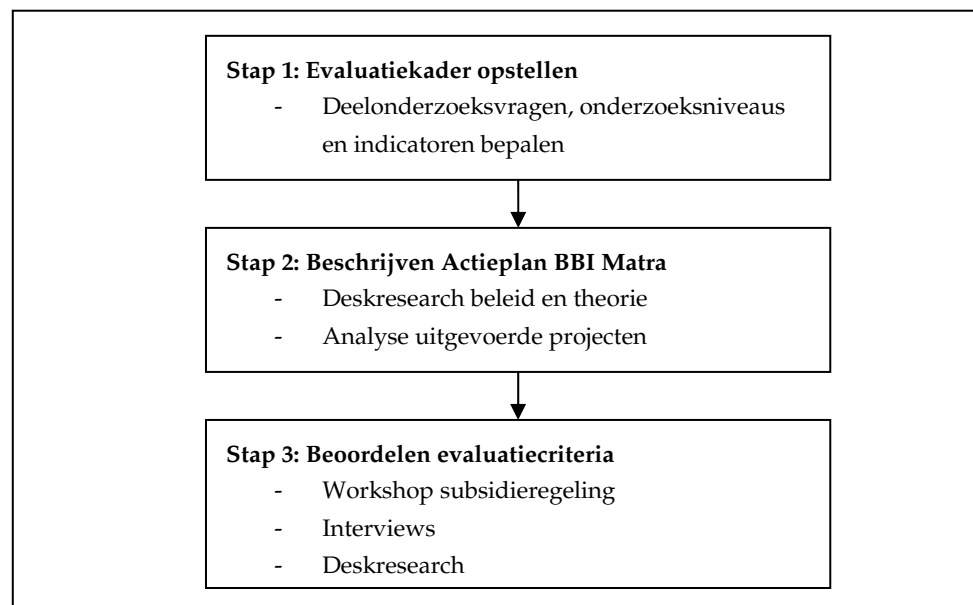 Stap 1: Evaluatiekader opstellen
- Deelonderzoeksvragen, onderzoeksniveaus
en indicatoren bepalen
Stap 2: Beschrijven Actieplan BBI Matra
- Deskresearch beleid en theorie
- Analyse uitgevoerde projecten
Stap 3: Beoordelen evaluatiecriteria
- Workshop subsidieregeling
- Interviews
- Deskresearch